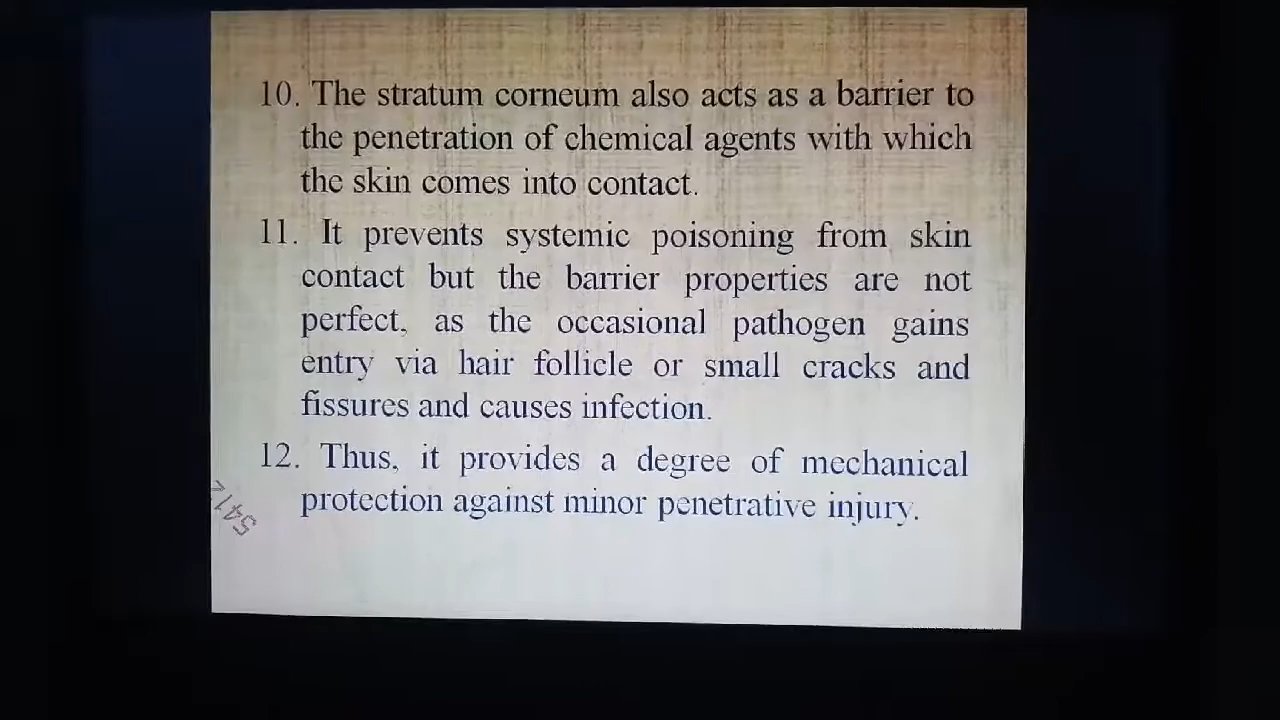 10. The stratum corneum also acts as a barrier to
the penetration of chemical agents with which
the skin comes into contact.
11. It prevents systemic poisoning from skin
contact but the barrier properties are not
perfect, as the occasional pathogen gains
entry via hair follicle or small cracks and
fissures and causes infection.
12. Thus, it provides a degree of mechanical
protection against minor penetrative injury.
5412